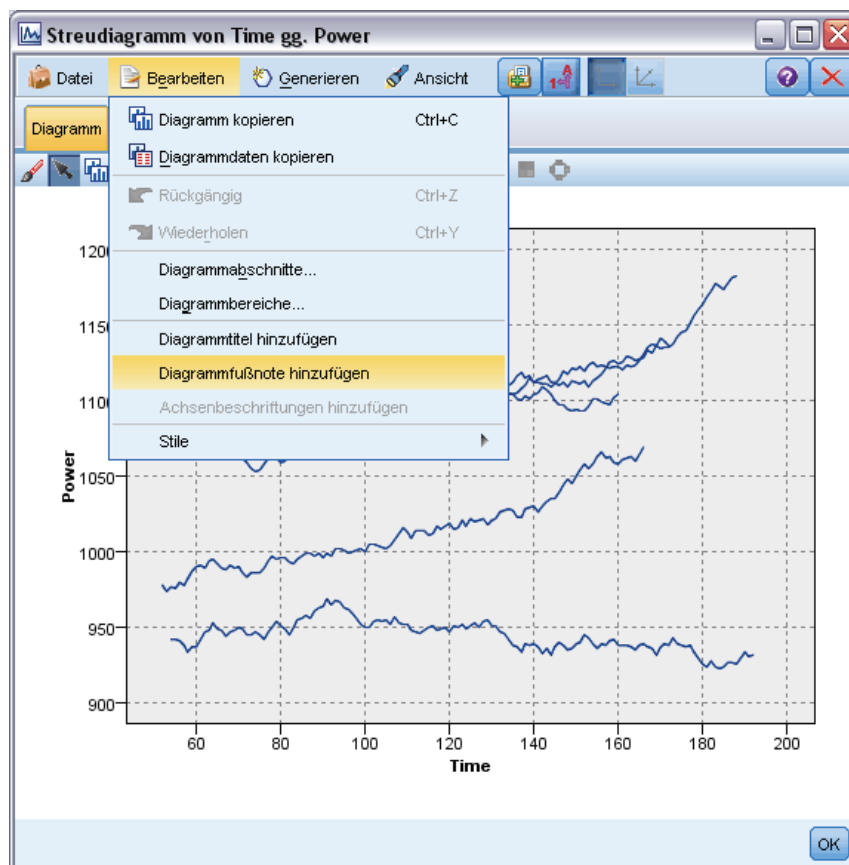 Streudiagramm von Time gg. Power
Datei Bearbeiten Generieren Ansicht
Diagramm
Diagramm kopieren Ctrl+C
Diagrammdaten kopieren
Rückgängig Ctrl+Z
Wiederholen Ctrl+Y
Diagrammabschnitte...
Diagrammbereiche...
Diagrammtitel hinzufügen
Diagrammfußnote hinzufügen
Achsenbeschriftungen hinzufügen
Stile
Power
1050
1000
950
900
60 80 100 120 140 160 180 200
Time
OK